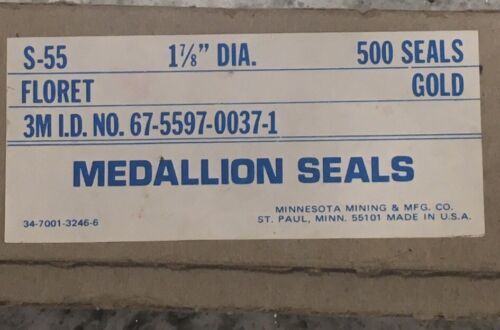 S-55 1⅞" DIA. 500 SEALS
FLORET GOLD
3M I.D. NO. 67-5597-0037-1
MEDALLION SEALS
MINNESOTA MINING & MFG. CO.
34-7001-3246-6 ST. PAUL, MINN. 55101 MADE IN U.S.A.